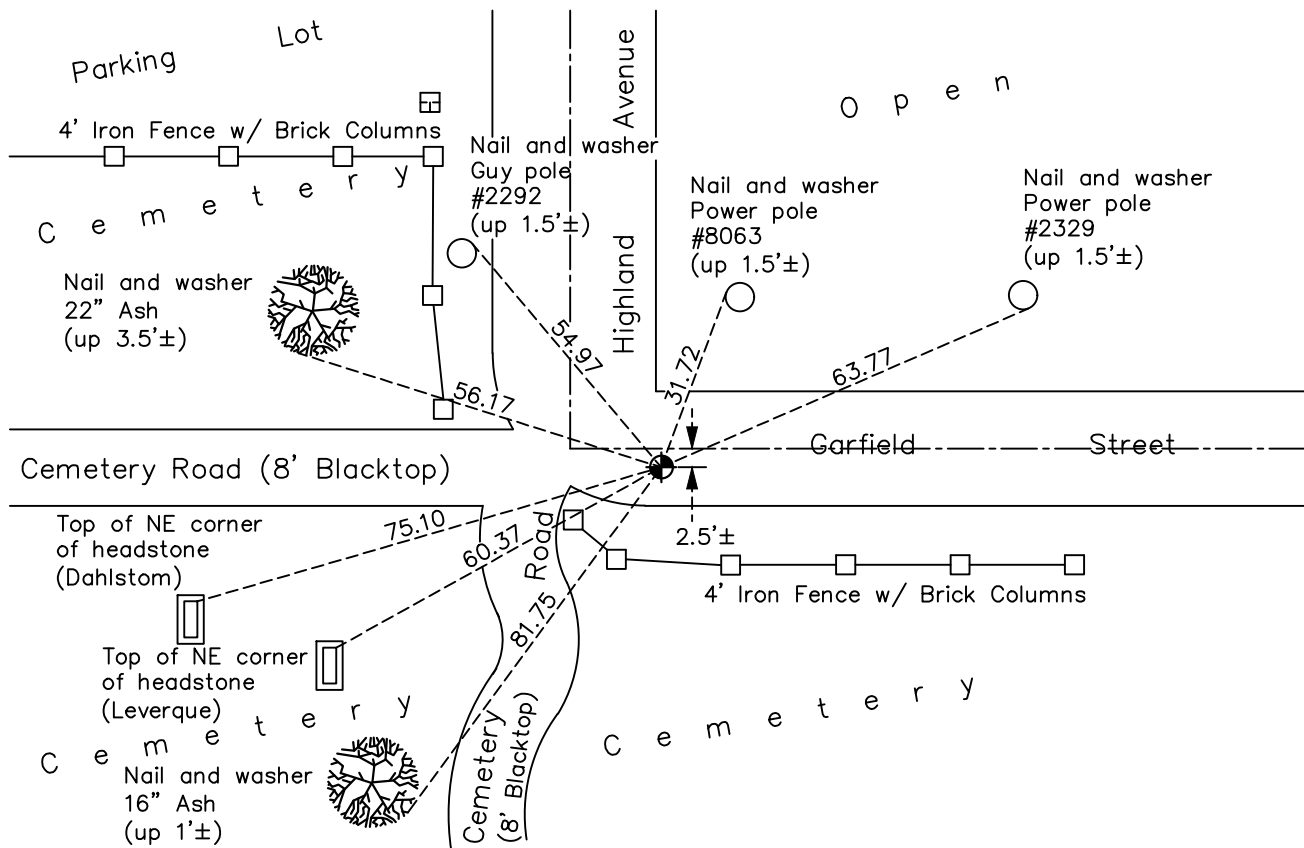 Parking Lot
4' Iron Fence w/ Brick Columns
Cemetery
Nail and washer
Guy pole
#2292
(up 1.5'±)
Highland Avenue
Open
Nail and washer
Power pole
#8063
(up 1.5'±)
Nail and washer
Power pole
#2329
(up 1.5'±)
Nail and washer
22" Ash
(up 3.5'±)
54.97
31.72
63.77
56.17
Garfield Street
Cemetery Road (8' Blacktop)
2.5'±
Top of NE corner
of headstone
(Dahlstom)
75.10
60.37
81.75
4' Iron Fence w/ Brick Columns
Top of NE corner
of headstone
(Leverque)
Cemetery
Nail and washer
16" Ash
(up 1'±)
Cemetery Road
(8' Blacktop)
Cemetery